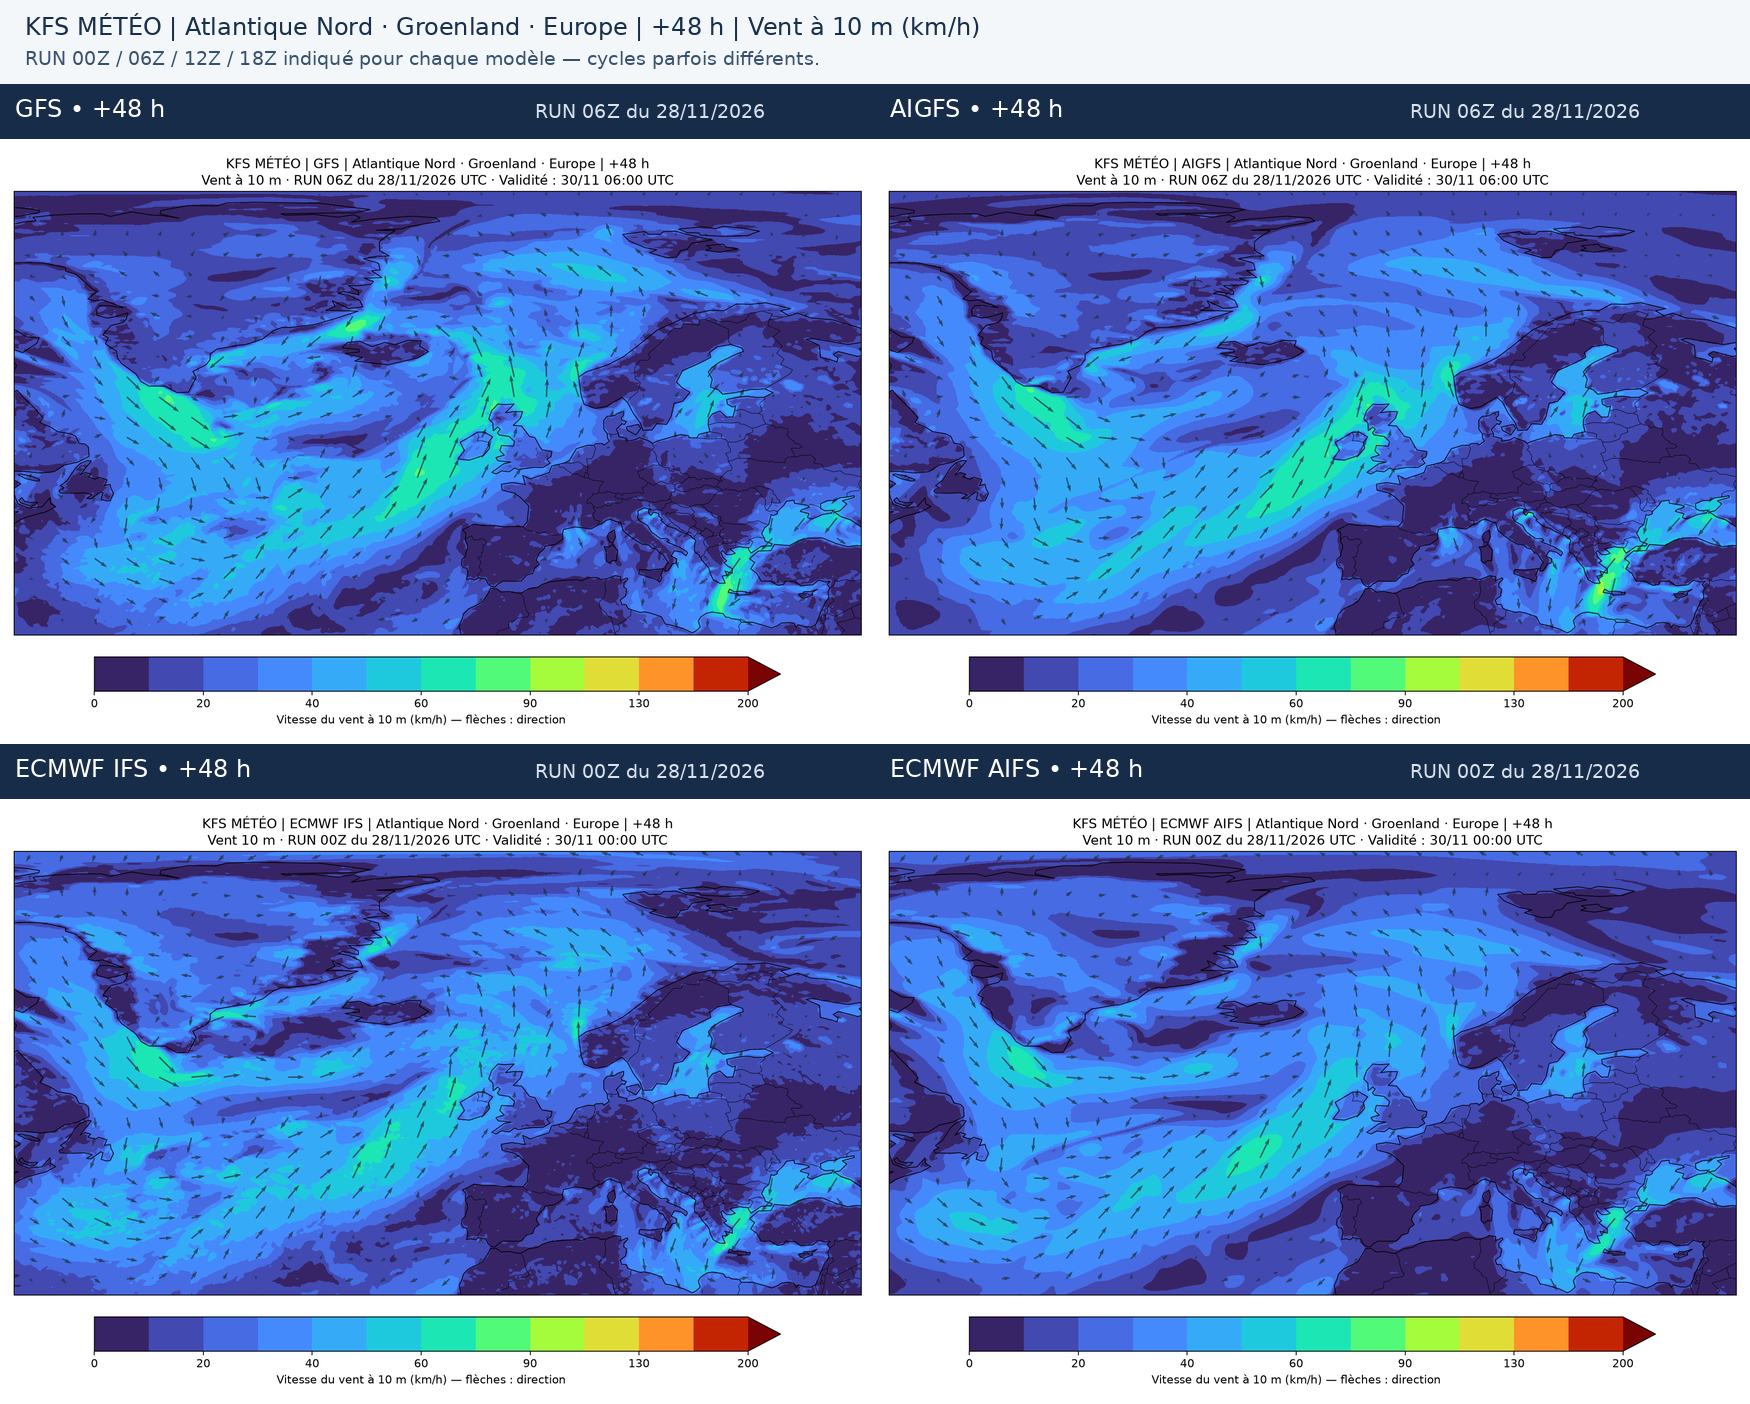 KFS MÉTÉO | Atlantique Nord · Groenland · Europe | +48 h | Vent à 10 m (km/h)
RUN 00Z / 06Z / 12Z / 18Z indiqué pour chaque modèle — cycles parfois différents.
GFS • +48 h
RUN 06Z du 28/11/2026
KFS MÉTÉO | GFS | Atlantique Nord · Groenland · Europe | +48 h
Vent à 10 m · RUN 06Z du 28/11/2026 UTC · Validité : 30/11 06:00 UTC
0 20 40 60 90 130 200
Vitesse du vent à 10 m (km/h) — flèches : direction
AIGFS • +48 h
RUN 06Z du 28/11/2026
KFS MÉTÉO | AIGFS | Atlantique Nord · Groenland · Europe | +48 h
Vent à 10 m · RUN 06Z du 28/11/2026 UTC · Validité : 30/11 06:00 UTC
0 20 40 60 90 130 200
Vitesse du vent à 10 m (km/h) — flèches : direction
ECMWF IFS • +48 h
RUN 00Z du 28/11/2026
KFS MÉTÉO | ECMWF IFS | Atlantique Nord · Groenland · Europe | +48 h
Vent 10 m · RUN 00Z du 28/11/2026 UTC · Validité : 30/11 00:00 UTC
0 20 40 60 90 130 200
Vitesse du vent à 10 m (km/h) — flèches : direction
ECMWF AIFS • +48 h
RUN 00Z du 28/11/2026
KFS MÉTÉO | ECMWF AIFS | Atlantique Nord · Groenland · Europe | +48 h
Vent 10 m · RUN 00Z du 28/11/2026 UTC · Validité : 30/11 00:00 UTC
0 20 40 60 90 130 200
Vitesse du vent à 10 m (km/h) — flèches : direction